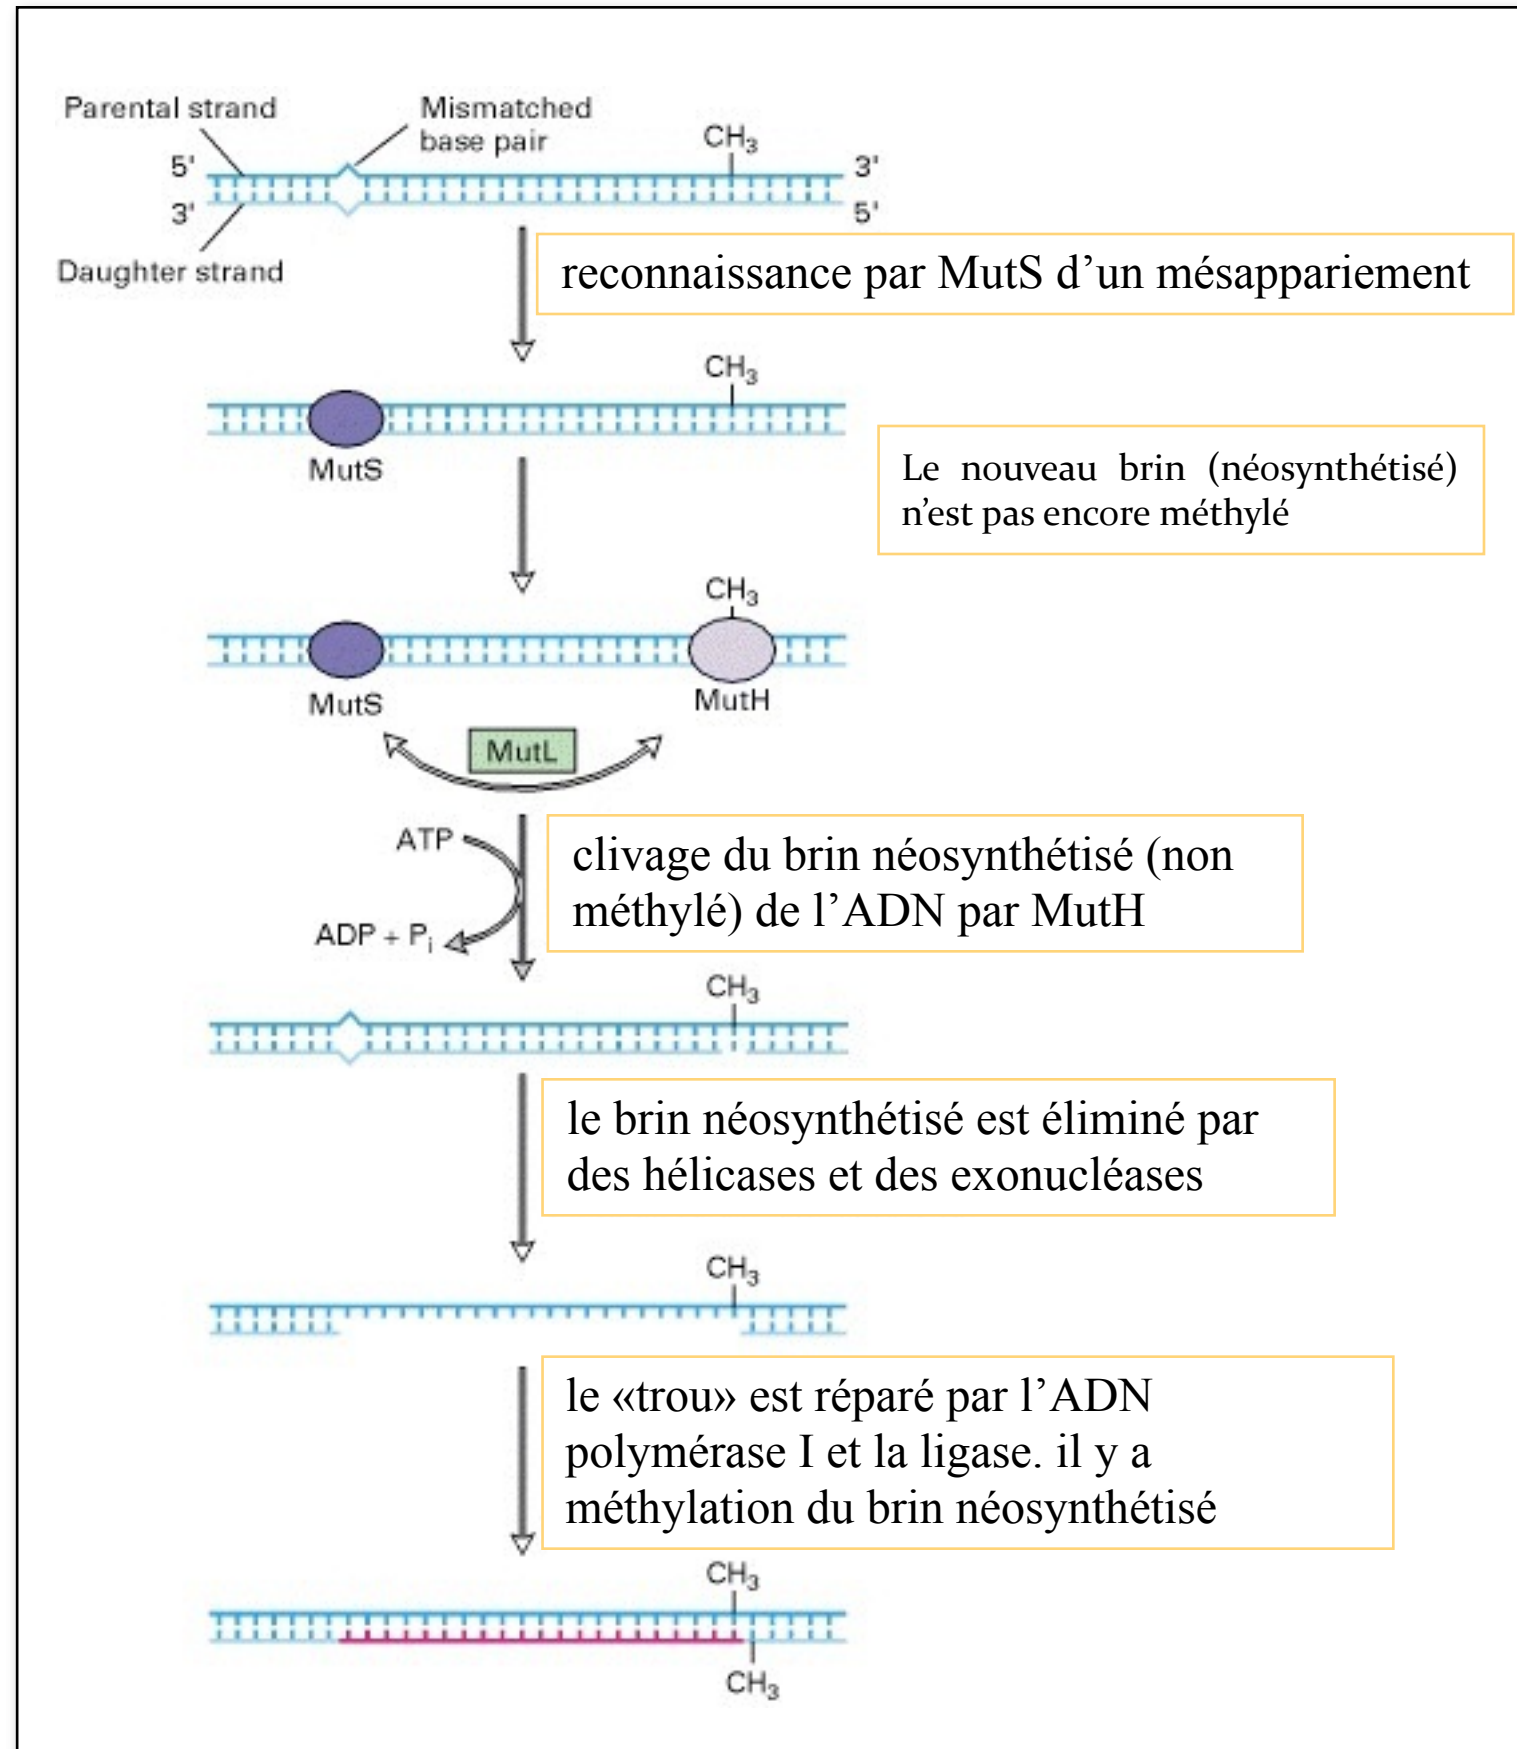 Parental strand
Mismatched
base pair
CH3
5'
3'
3'
5'
Daughter strand
reconnaissance par MutS d’un mésappariement
CH3
MutS
Le nouveau brin (néosynthétisé)
n'est pas encore méthylé
CH3
MutS
MutH
MutL
ATP
ADP + Pi
clivage du brin néosynthétisé (non
méthylé) de l’ADN par MutH
CH3
le brin néosynthétisé est éliminé par
des hélicases et des exonucléases
CH3
le «trou» est réparé par l’ADN
polymérase I et la ligase. il y a
méthylation du brin néosynthétisé
CH3
CH3